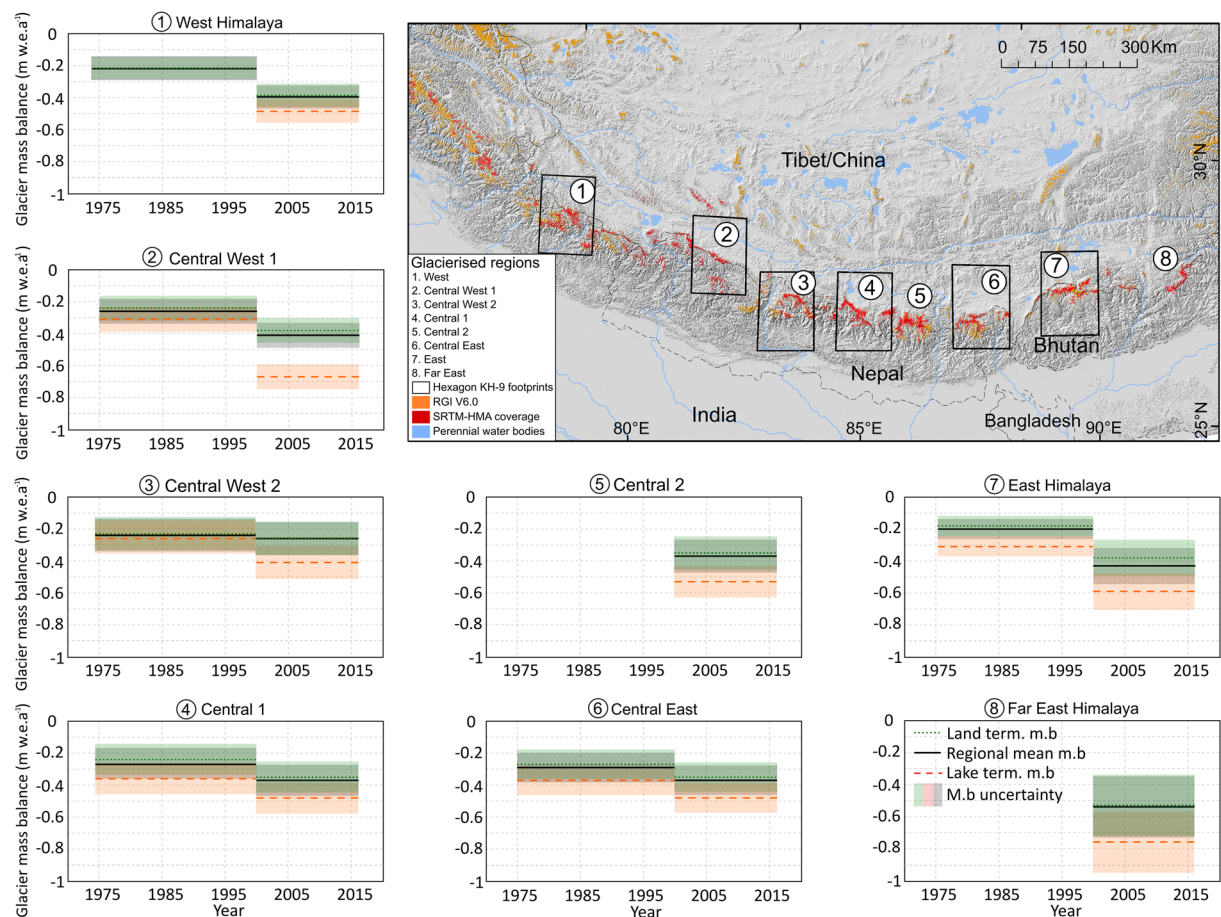 ① West Himalaya
Glacier mass balance (m w.e.a¹)
0
-0.2
-0.4
-0.6
-0.8
-1
1975 1985 1995 2005 2015
② Central West 1
Glacier mass balance (m w.e.a¹)
0
-0.2
-0.4
-0.6
-0.8
-1
1975 1985 1995 2005 2015
0 75 150 300 Km
Tibet/China
30°N
1
2
3
4
5
6
7
8
Bhutan
Nepal
India
Bangladesh
25°N
80°E 85°E 90°E
Glacierised regions
1. West
2. Central West 1
3. Central West 2
4. Central 1
5. Central 2
6. Central East
7. East
8. Far East
Hexagon KH-9 footprints
RGI V6.0
SRTM-HMA coverage
Perennial water bodies
③ Central West 2
Glacier mass balance (m w.e.a¹)
0
-0.2
-0.4
-0.6
-0.8
-1
1975 1985 1995 2005 2015
⑤ Central 2
0
-0.2
-0.4
-0.6
-0.8
-1
1975 1985 1995 2005 2015
⑦ East Himalaya
0
-0.2
-0.4
-0.6
-0.8
-1
1975 1985 1995 2005 2015
④ Central 1
Glacier mass balance (m w.e.a¹)
0
-0.2
-0.4
-0.6
-0.8
-1
1975 1985 1995 2005 2015
Year
⑥ Central East
0
-0.2
-0.4
-0.6
-0.8
-1
1975 1985 1995 2005 2015
Year
⑧ Far East Himalaya
0
-0.2
-0.4
-0.6
-0.8
-1
Land term. m.b
Regional mean m.b
Lake term. m.b
M.b uncertainty
1975 1985 1995 2005 2015
Year